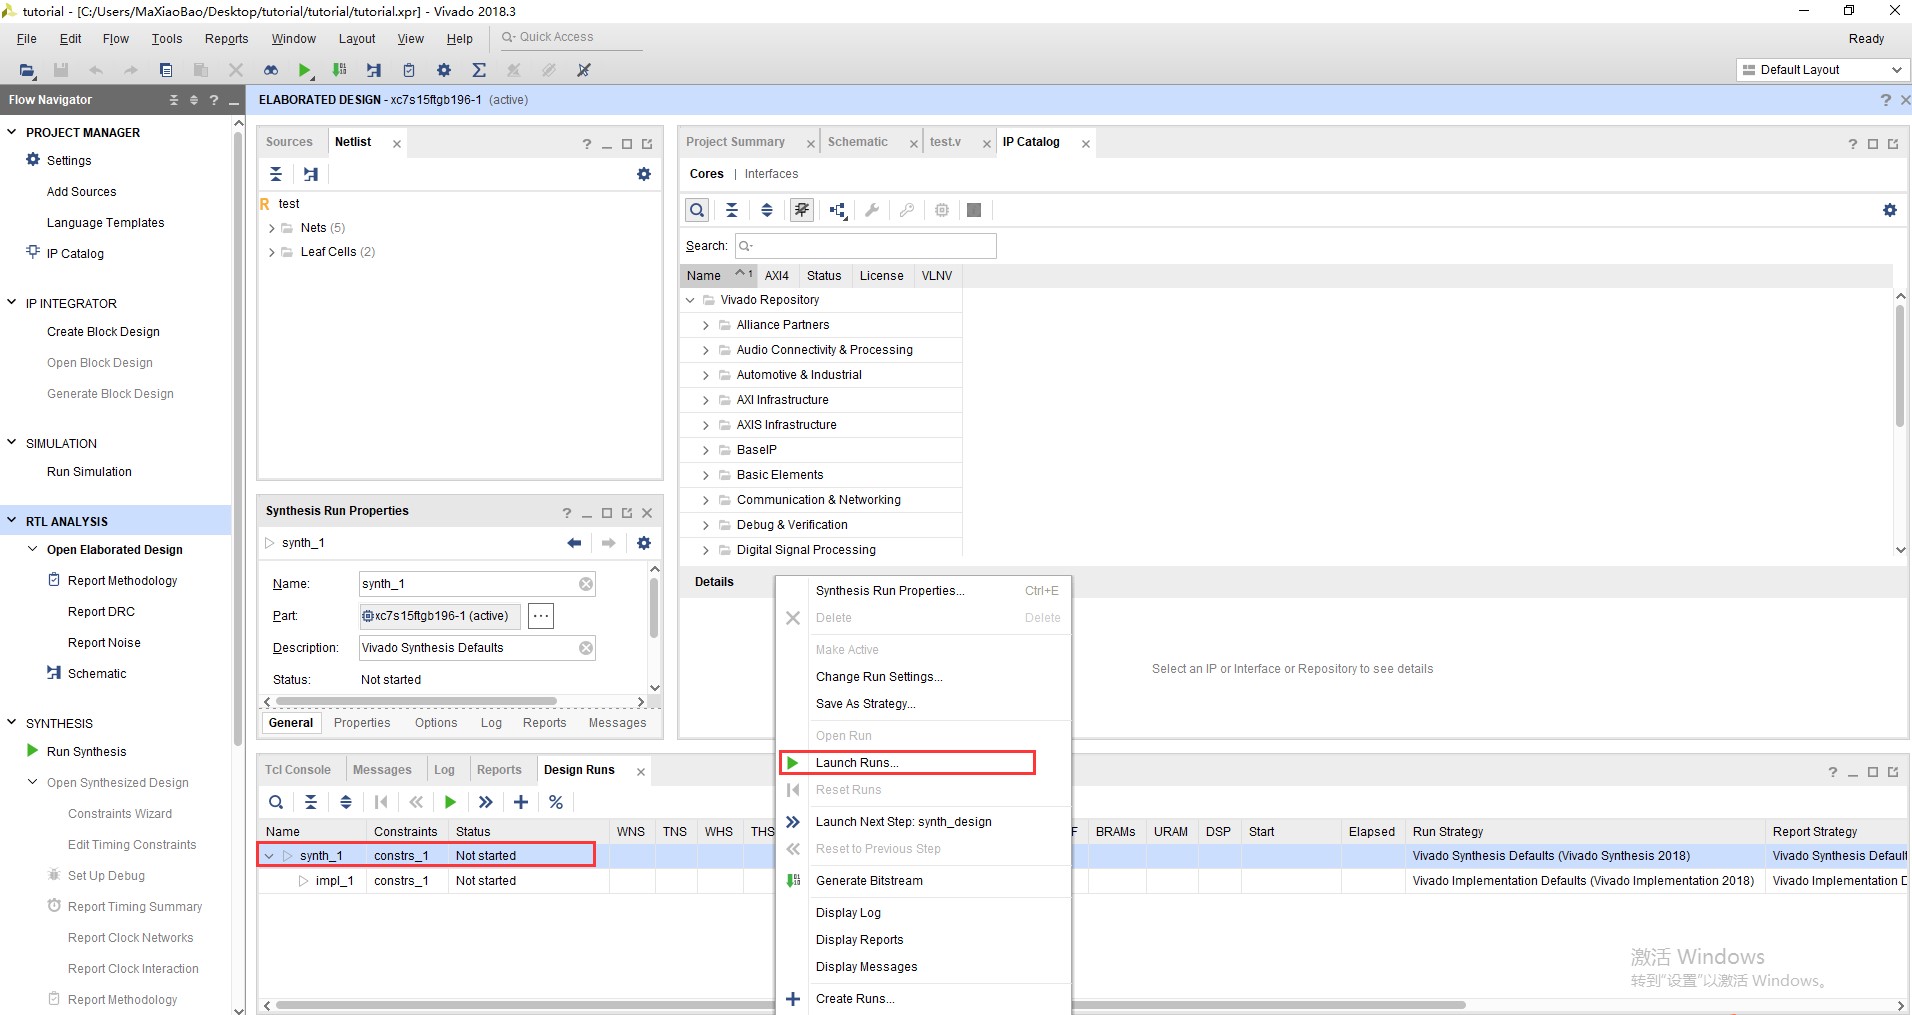 tutorial - [C:/Users/MaXiaoBao/Desktop/tutorial/tutorial/tutorial.xpr] - Vivado 2018.3
File Edit Flow Tools Reports Window Layout View Help Quick Access Ready
Default Layout
Flow Navigator
PROJECT MANAGER
Settings
Add Sources
Language Templates
IP Catalog
IP INTEGRATOR
Create Block Design
Open Block Design
Generate Block Design
SIMULATION
Run Simulation
RTL ANALYSIS
Open Elaborated Design
Report Methodology
Report DRC
Report Noise
Schematic
SYNTHESIS
Run Synthesis
Open Synthesized Design
Constraints Wizard
Edit Timing Constraints
Set Up Debug
Report Timing Summary
Report Clock Networks
Report Clock Interaction
Report Methodology
ELABORATED DESIGN - xc7s15ftgb196-1 (active)
Sources Netlist
R test
Nets (5)
Leaf Cells (2)
Synthesis Run Properties
synth_1
Name: synth_1
Part: xc7s15ftgb196-1 (active) ...
Description: Vivado Synthesis Defaults
Status: Not started
General Properties Options Log Reports Messages
Project Summary Schematic test.v IP Catalog
Cores | Interfaces
Search:
Name 1 AXI4 Status License VLNV
Vivado Repository
Alliance Partners
Audio Connectivity & Processing
Automotive & Industrial
AXI Infrastructure
AXIS Infrastructure
BaseIP
Basic Elements
Communication & Networking
Debug & Verification
Digital Signal Processing
Details
Select an IP or Interface or Repository to see details
Synthesis Run Properties... Ctrl+E
Delete Delete
Make Active
Change Run Settings...
Save As Strategy...
Open Run
Launch Runs...
Reset Runs
Launch Next Step: synth_design
Reset to Previous Step
Generate Bitstream
Display Log
Display Reports
Display Messages
Create Runs...
Tcl Console Messages Log Reports Design Runs
Name Constraints Status WNS TNS WHS THS F BRAMs URAM DSP Start Elapsed Run Strategy Report Strategy
synth_1 constrs_1 Not started Vivado Synthesis Defaults (Vivado Synthesis 2018) Vivado Synthesis Defaul
impl_1 constrs_1 Not started Vivado Implementation Defaults (Vivado Implementation 2018) Vivado Implementation D
激活 Windows
转到“设置”以激活 Windows。